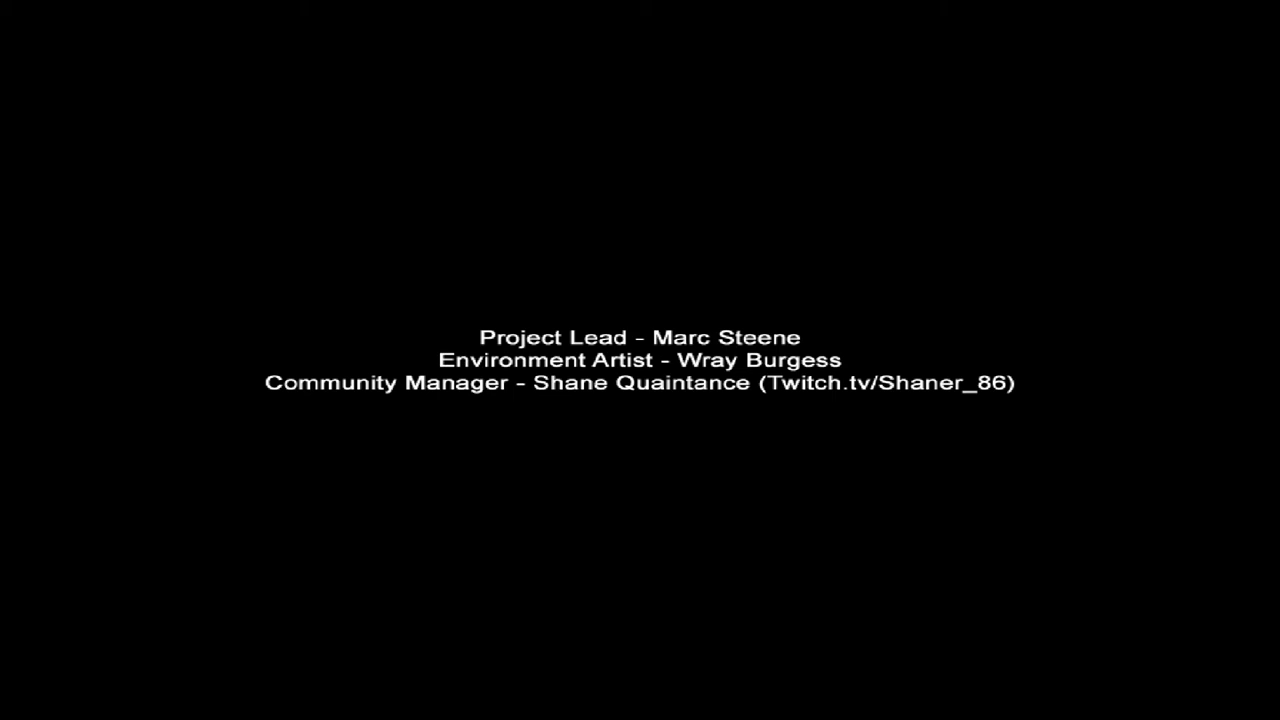 Project Lead - Marc Steene
Environment Artist - Wray Burgess
Community Manager - Shane Quaintance (Twitch.tv/Shaner_86)